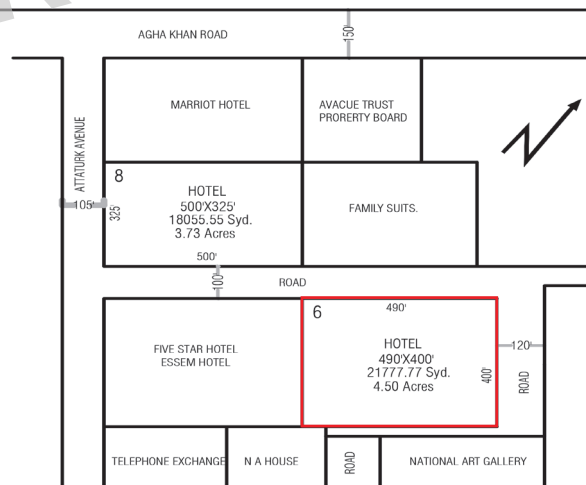 AGHA KHAN ROAD
150'
MARRIOT HOTEL
AVACUE TRUST
PRORERTY BOARD
ATTATURK AVENUE
8
HOTEL
500'X325'
18055.55 Syd.
3.73 Acres
325'
105'
500'
FAMILY SUITS.
100'
ROAD
FIVE STAR HOTEL
ESSEM HOTEL
6
490'
HOTEL
490'X400'
21777.77 Syd.
4.50 Acres
400'
120'
ROAD
TELEPHONE EXCHANGE
N A HOUSE
ROAD
NATIONAL ART GALLERY